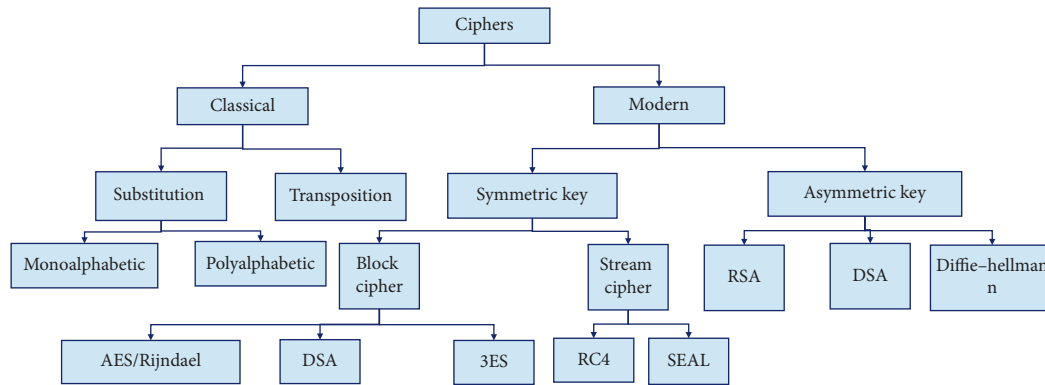 Ciphers
Classical
Modern
Substitution
Transposition
Symmetric key
Asymmetric key
Monoalphabetic
Polyalphabetic
Block
cipher
Stream
cipher
RSA
DSA
Diffie–hellman
n
AES/Rijndael
DSA
3ES
RC4
SEAL